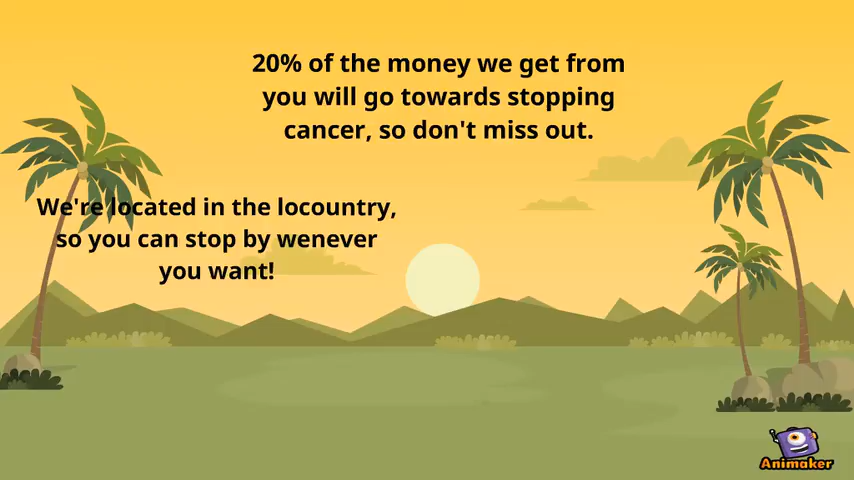 20% of the money we get from
you will go towards stopping
cancer, so don't miss out.
We're located in the locountry,
so you can stop by wenever
you want!
Animaker